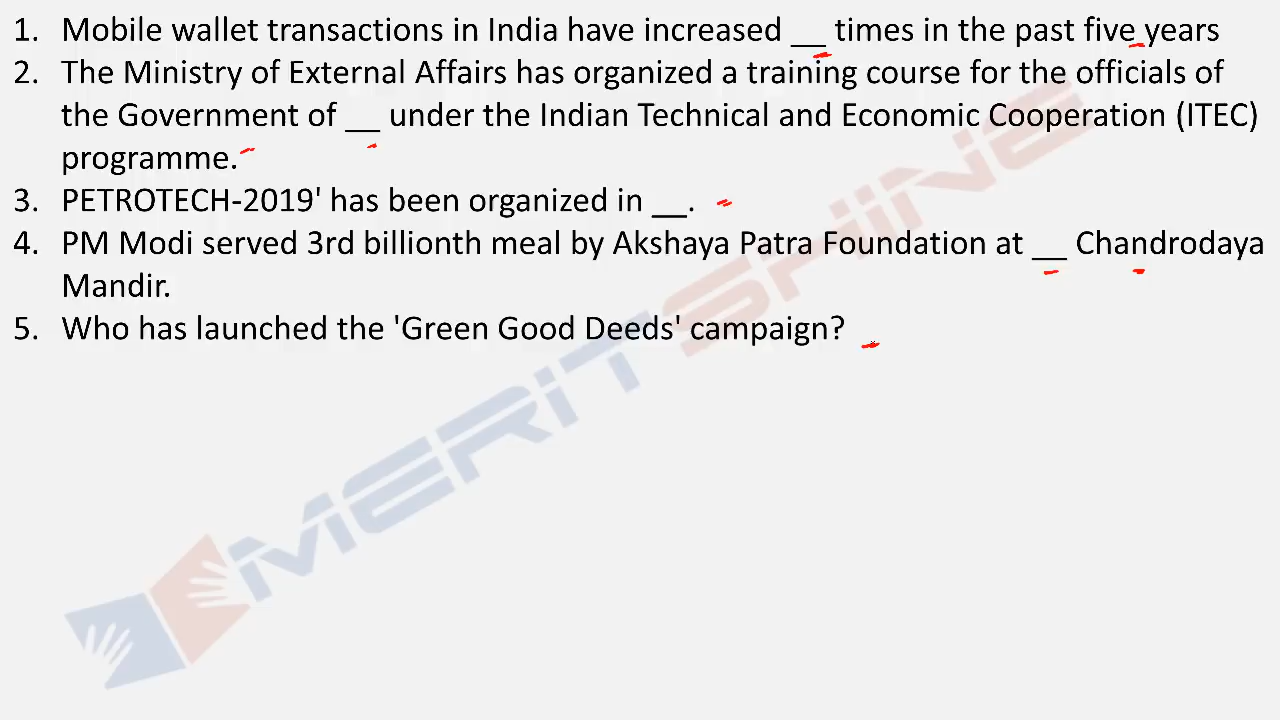 1. Mobile wallet transactions in India have increased __ times in the past five years
2. The Ministry of External Affairs has organized a training course for the officials of
the Government of __ under the Indian Technical and Economic Cooperation (ITEC)
programme.
3. PETROTECH-2019' has been organized in __.
4. PM Modi served 3rd billionth meal by Akshaya Patra Foundation at __ Chandrodaya
Mandir.
5. Who has launched the 'Green Good Deeds' campaign?
MERITSHINE